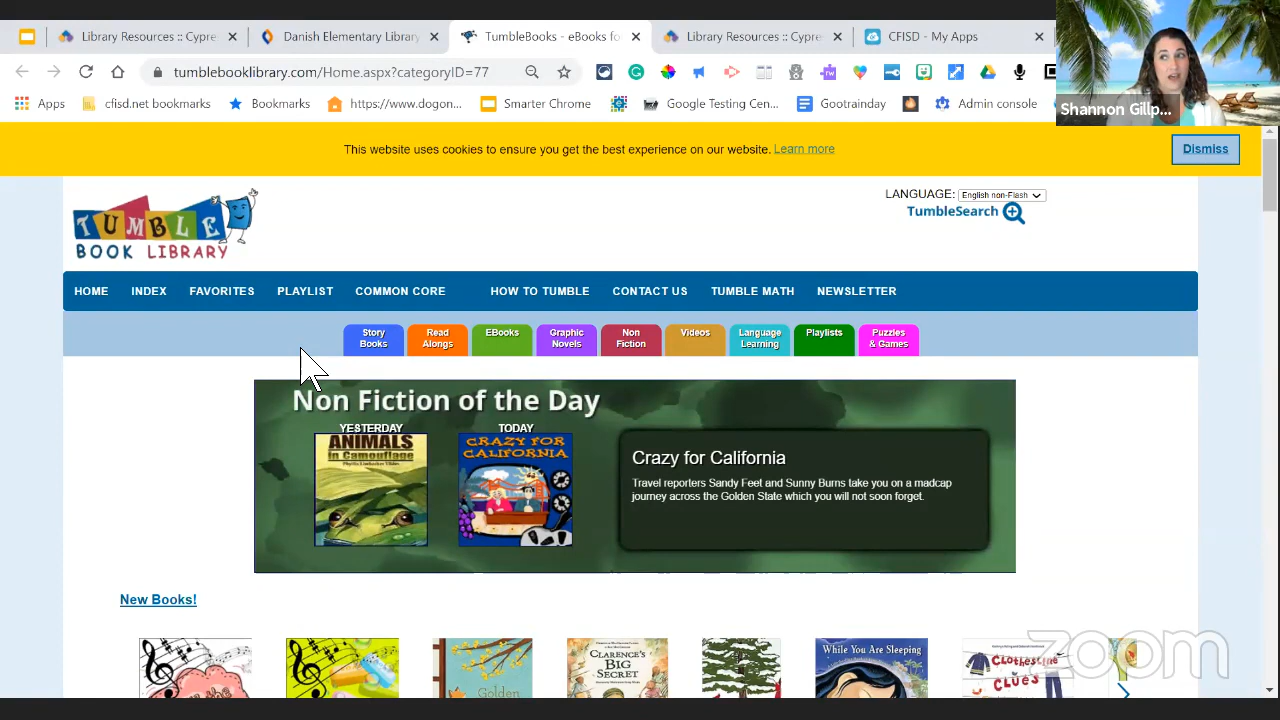 Library Resources :: Cypre
Danish Elementary Library
TumbleBooks - eBooks fo
Library Resources :: Cypre
CFISD - My Apps
tumblebooklibrary.com/Home.aspx?categoryID=77
Apps
cfisd.net bookmarks
Bookmarks
https://www.dogon...
Smarter Chrome
Google Testing Cen...
Gootrainday
Admin console
Shannon Gillp...
This website uses cookies to ensure you get the best experience on our website. Learn more
Dismiss
TUMBLE
BOOK LIBRARY
LANGUAGE: English non-Flash
TumbleSearch
HOME INDEX FAVORITES PLAYLIST COMMON CORE HOW TO TUMBLE CONTACT US TUMBLE MATH NEWSLETTER
Story
Books
Read
Alongs
EBooks
Graphic
Novels
Non
Fiction
Videos
Language
Learning
Playlists
Puzzles
& Games
Non Fiction of the Day
YESTERDAY
ANIMALS
in Camouflage
TODAY
CRAZY FOR
CALIFORNIA
Crazy for California
Travel reporters Sandy Feet and Sunny Burns take you on a madcap
journey across the Golden State which you will not soon forget.
New Books!
Golden
CLARENCE'S
BIG
SECRET
While You Are Sleeping
Clothesline
CLUES
zoom